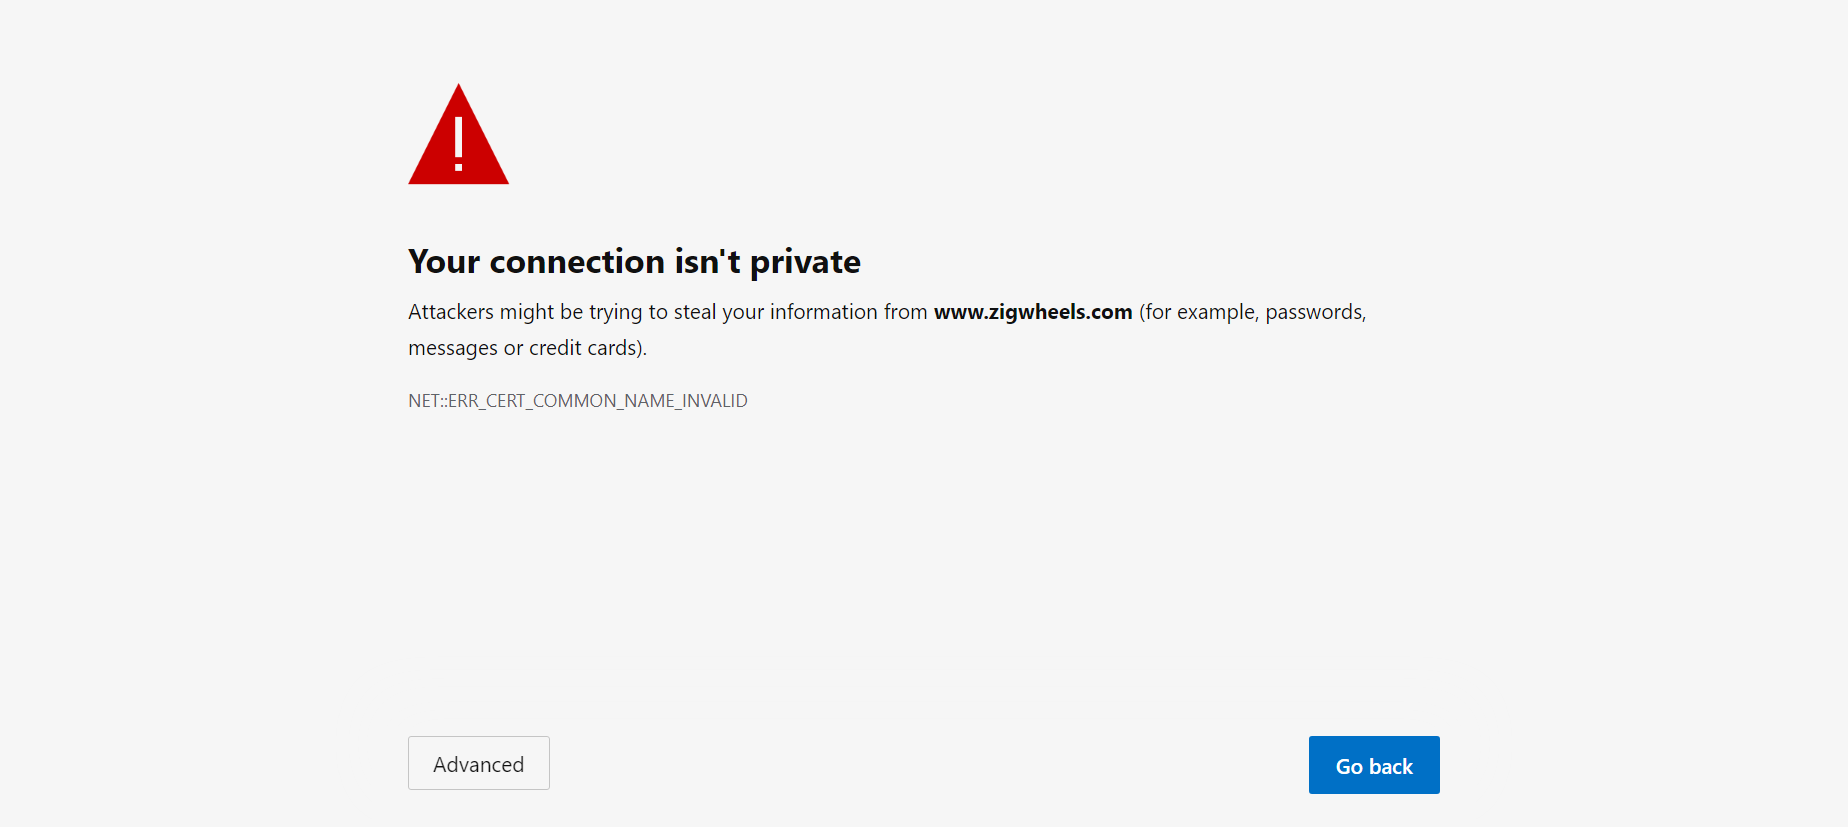 Your connection isn't private
Attackers might be trying to steal your information from www.zigwheels.com (for example, passwords,
messages or credit cards).
NET::ERR_CERT_COMMON_NAME_INVALID
Advanced
Go back